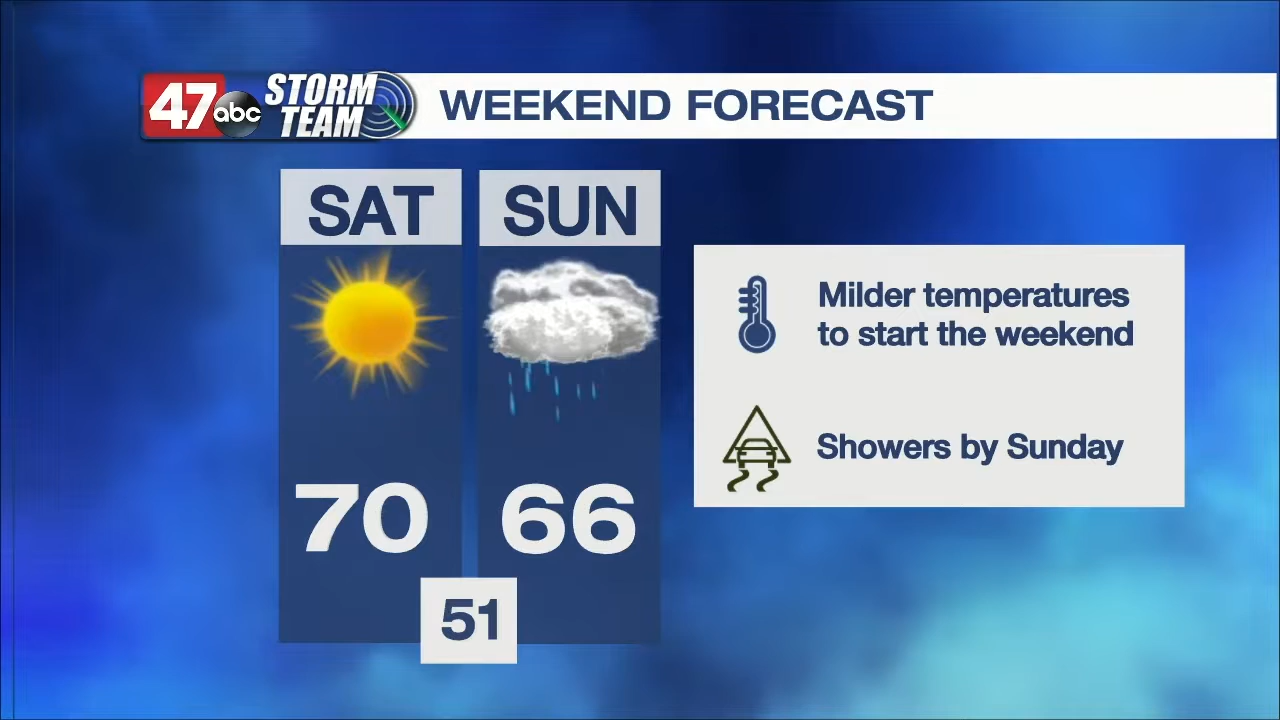 47 abc STORM TEAM WEEKEND FORECAST
SAT SUN
Milder temperatures
to start the weekend
Showers by Sunday
70 66
51